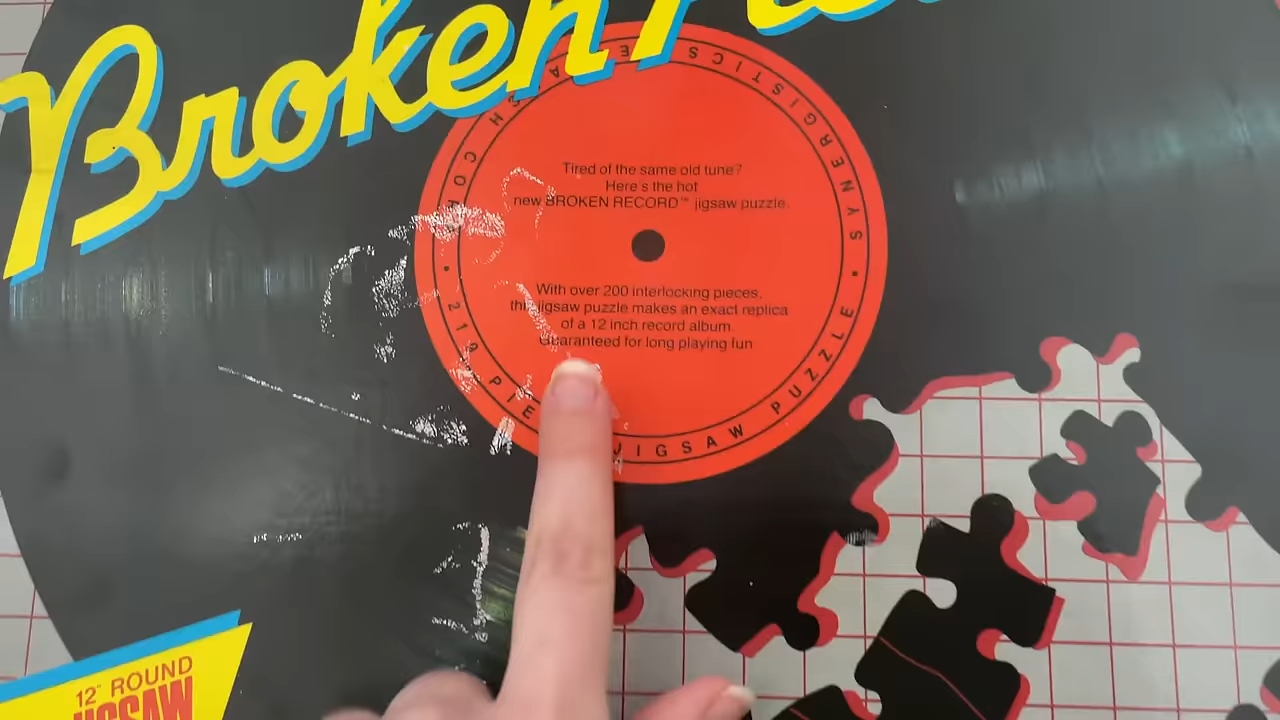 Broken
Tired of the same old tune?
Here's the hot
new BROKEN RECORD™ jigsaw puzzle.
With over 200 interlocking pieces,
this jigsaw puzzle makes an exact replica
of a 12 inch record album.
Guaranteed for long playing fun
SYNERGISTICS
JIGSAW PUZZLE
12" ROUND
JIGSAW